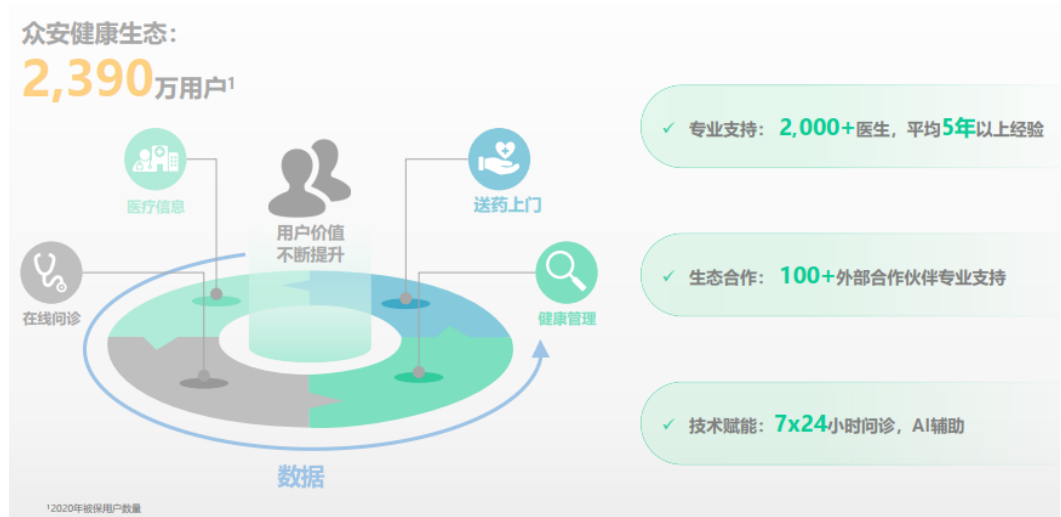 众安健康生态：
2,390万用户¹
医疗信息
用户价值
不断提升
送药上门
在线问诊
健康管理
数据
✓ 专业支持： 2,000+医生，平均5年以上经验
✓ 生态合作： 100+外部合作伙伴专业支持
✓ 技术赋能：7x24小时问诊，AI辅助
¹2020年被保用户数量